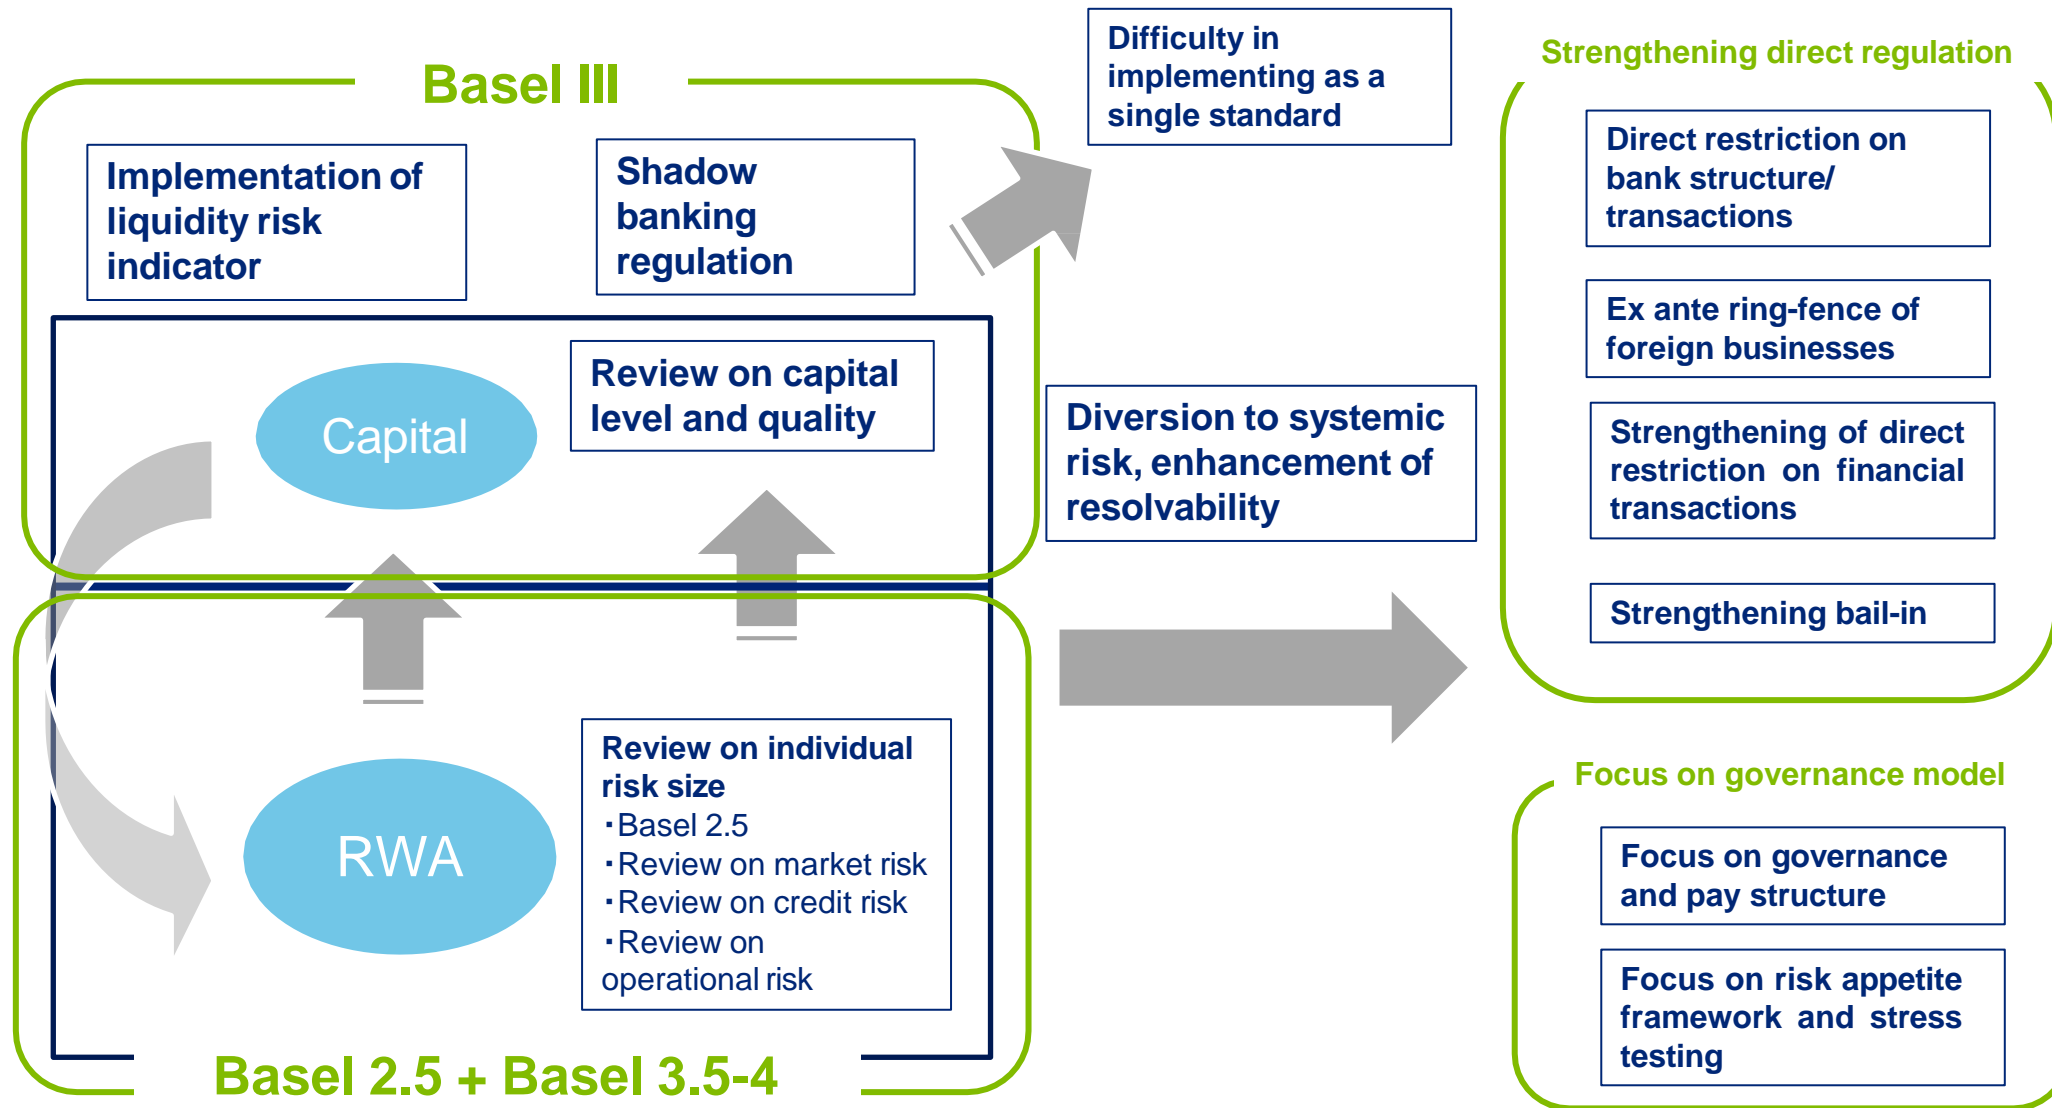 Basel III
Implementation of
liquidity risk
indicator
Shadow
banking
regulation
Capital
Review on capital
level and quality
RWA
Review on individual
risk size
・Basel 2.5
・Review on market risk
・Review on credit risk
・Review on
operational risk
Basel 2.5 + Basel 3.5-4
Difficulty in
implementing as a
single standard
Diversion to systemic
risk, enhancement of
resolvability
Strengthening direct regulation
Direct restriction on
bank structure/
transactions
Ex ante ring-fence of
foreign businesses
Strengthening of direct
restriction on financial
transactions
Strengthening bail-in
Focus on governance model
Focus on governance
and pay structure
Focus on risk appetite
framework and stress
testing